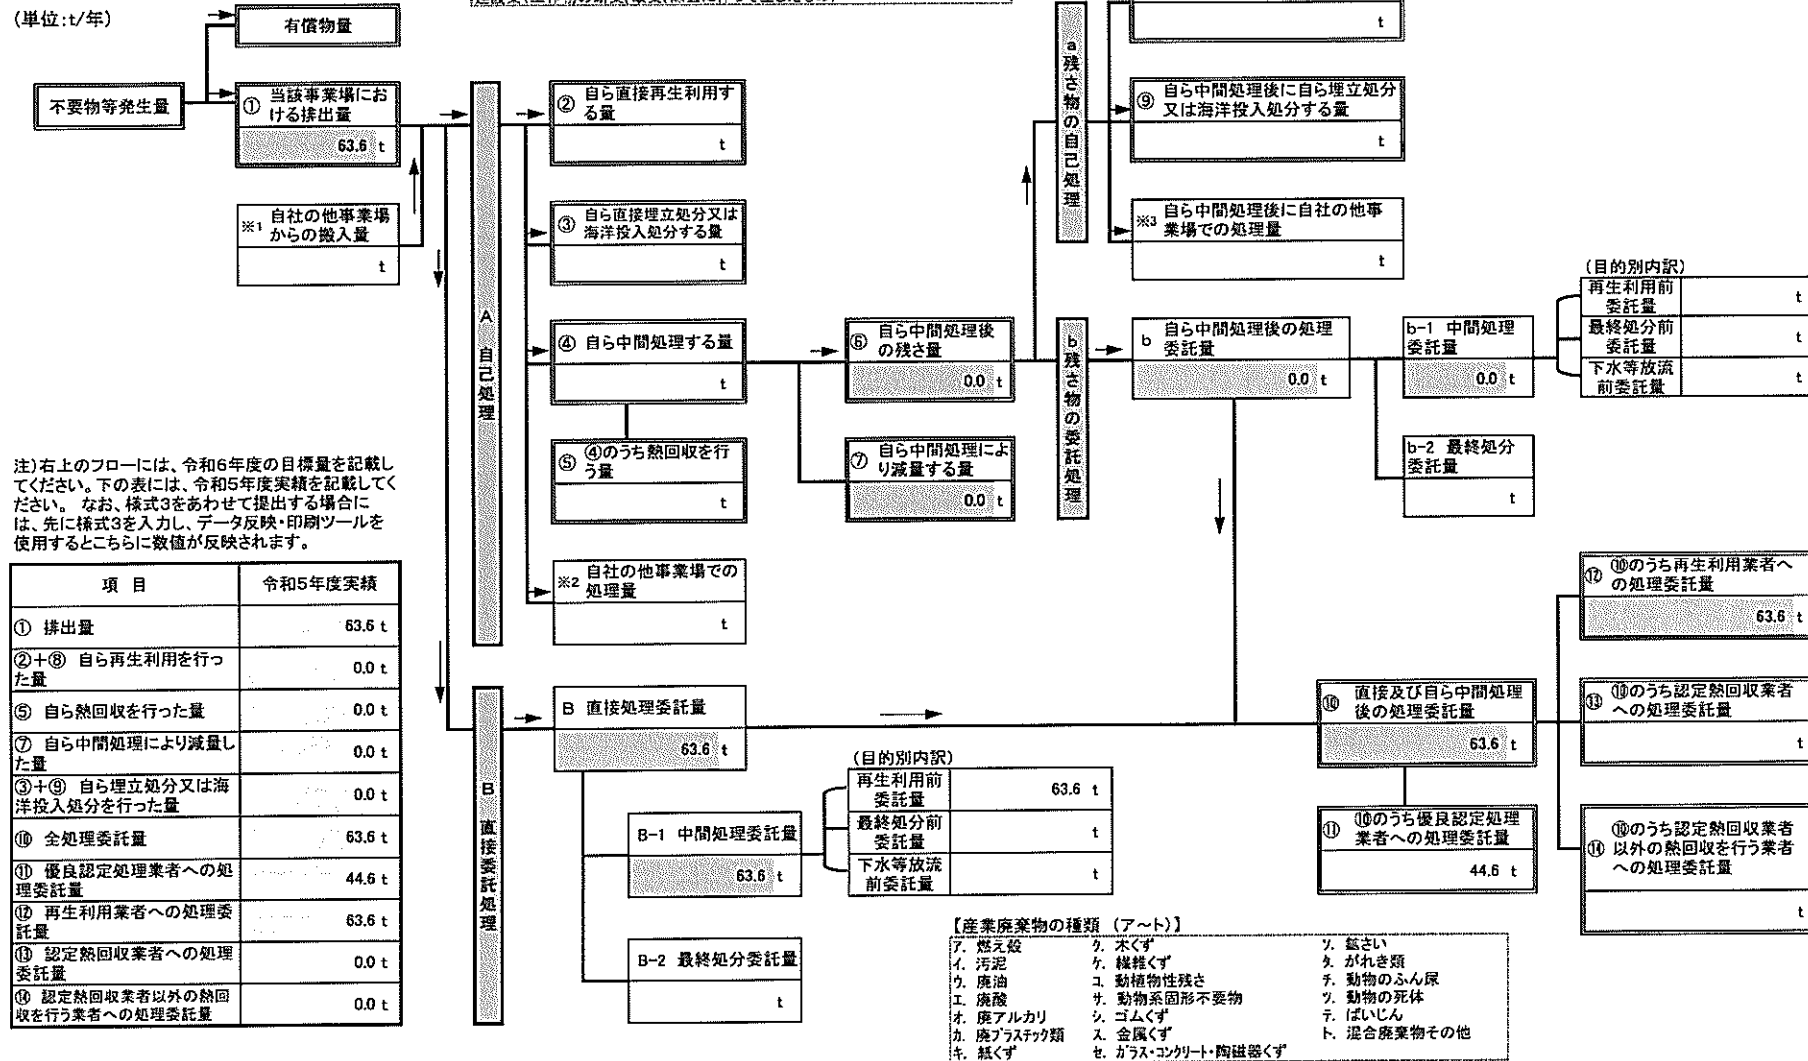 (単位:t/年)
有償物量
不要物等発生量
① 当該事業場にお
ける排出量
63.6 t
※1 自社の他事業場
からの搬入量
t
A 自己処理
② 自ら直接再生利用す
る量
t
③ 自ら直接埋立処分又は
海洋投入処分する量
t
④ 自ら中間処理する量
t
⑤ ④のうち熱回収を行
う量
t
※2 自社の他事業場での
処理量
t
⑥ 自ら中間処理後
の残さ量
0.0 t
⑦ 自ら中間処理によ
り減量する量
0.0 t
a 残さ物の自己処理
t
⑨ 自ら中間処理後に自ら埋立処分
又は海洋投入処分する量
t
※3 自ら中間処理後に自社の他事
業場での処理量
t
b 残さ物の委託処理
b 自ら中間処理後の処理
委託量
0.0 t
b-1 中間処理
委託量
0.0 t
(目的別内訳)
再生利用前
委託量
t
最終処分前
委託量
t
下水等放流
前委託量
t
b-2 最終処分
委託量
t
注)右上のフローには、令和6年度の目標量を記載し
てください。下の表には、令和5年度実績を記載してく
ださい。 なお、様式3をあわせて提出する場合に
は、先に様式3を入力し、データ反映・印刷ツールを
使用するとこちらに数値が反映されます。
項 目 令和5年度実績
① 排出量 63.6 t
②+⑧ 自ら再生利用を行っ
た量 0.0 t
⑤ 自ら熱回収を行った量 0.0 t
⑦ 自ら中間処理により減量し
た量 0.0 t
③+⑨ 自ら埋立処分又は海
洋投入処分を行った量 0.0 t
⑩ 全処理委託量 63.6 t
⑪ 優良認定処理業者への処
理委託量 44.6 t
⑫ 再生利用業者への処理委
託量 63.6 t
⑬ 認定熱回収業者への処理
委託量 0.0 t
⑭ 認定熱回収業者以外の熱回
収を行う業者への処理委託量 0.0 t
B 直接委託処理
B 直接処理委託量
63.6 t
B-1 中間処理委託量
63.6 t
(目的別内訳)
再生利用前
委託量
63.6 t
最終処分前
委託量
t
下水等放流
前委託量
t
B-2 最終処分委託量
t
⑩ 直接及び自ら中間処理
後の処理委託量
63.6 t
⑪ ⑩のうち優良認定処理
業者への処理委託量
44.6 t
⑫ ⑩のうち再生利用業者へ
の処理委託量
63.6 t
⑬ ⑩のうち認定熱回収業者
への処理委託量
t
⑭ ⑩のうち認定熱回収業者
以外の熱回収を行う業者
への処理委託量
t
【産業廃棄物の種類 (ア~ト)】
ア. 燃え殻
イ. 汚泥
ウ. 廃油
エ. 廃酸
オ. 廃アルカリ
カ. 廃プラスチック類
キ. 紙くず
ク. 木くず
ケ. 繊維くず
コ. 動植物性残さ
サ. 動物系固形不要物
シ. ゴムくず
ス. 金属くず
セ. ガラス・コンクリート・陶磁器くず
ソ. 鉱さい
タ. がれき類
チ. 動物のふん尿
ツ. 動物の死体
テ. ばいじん
ト. 混合廃棄物その他